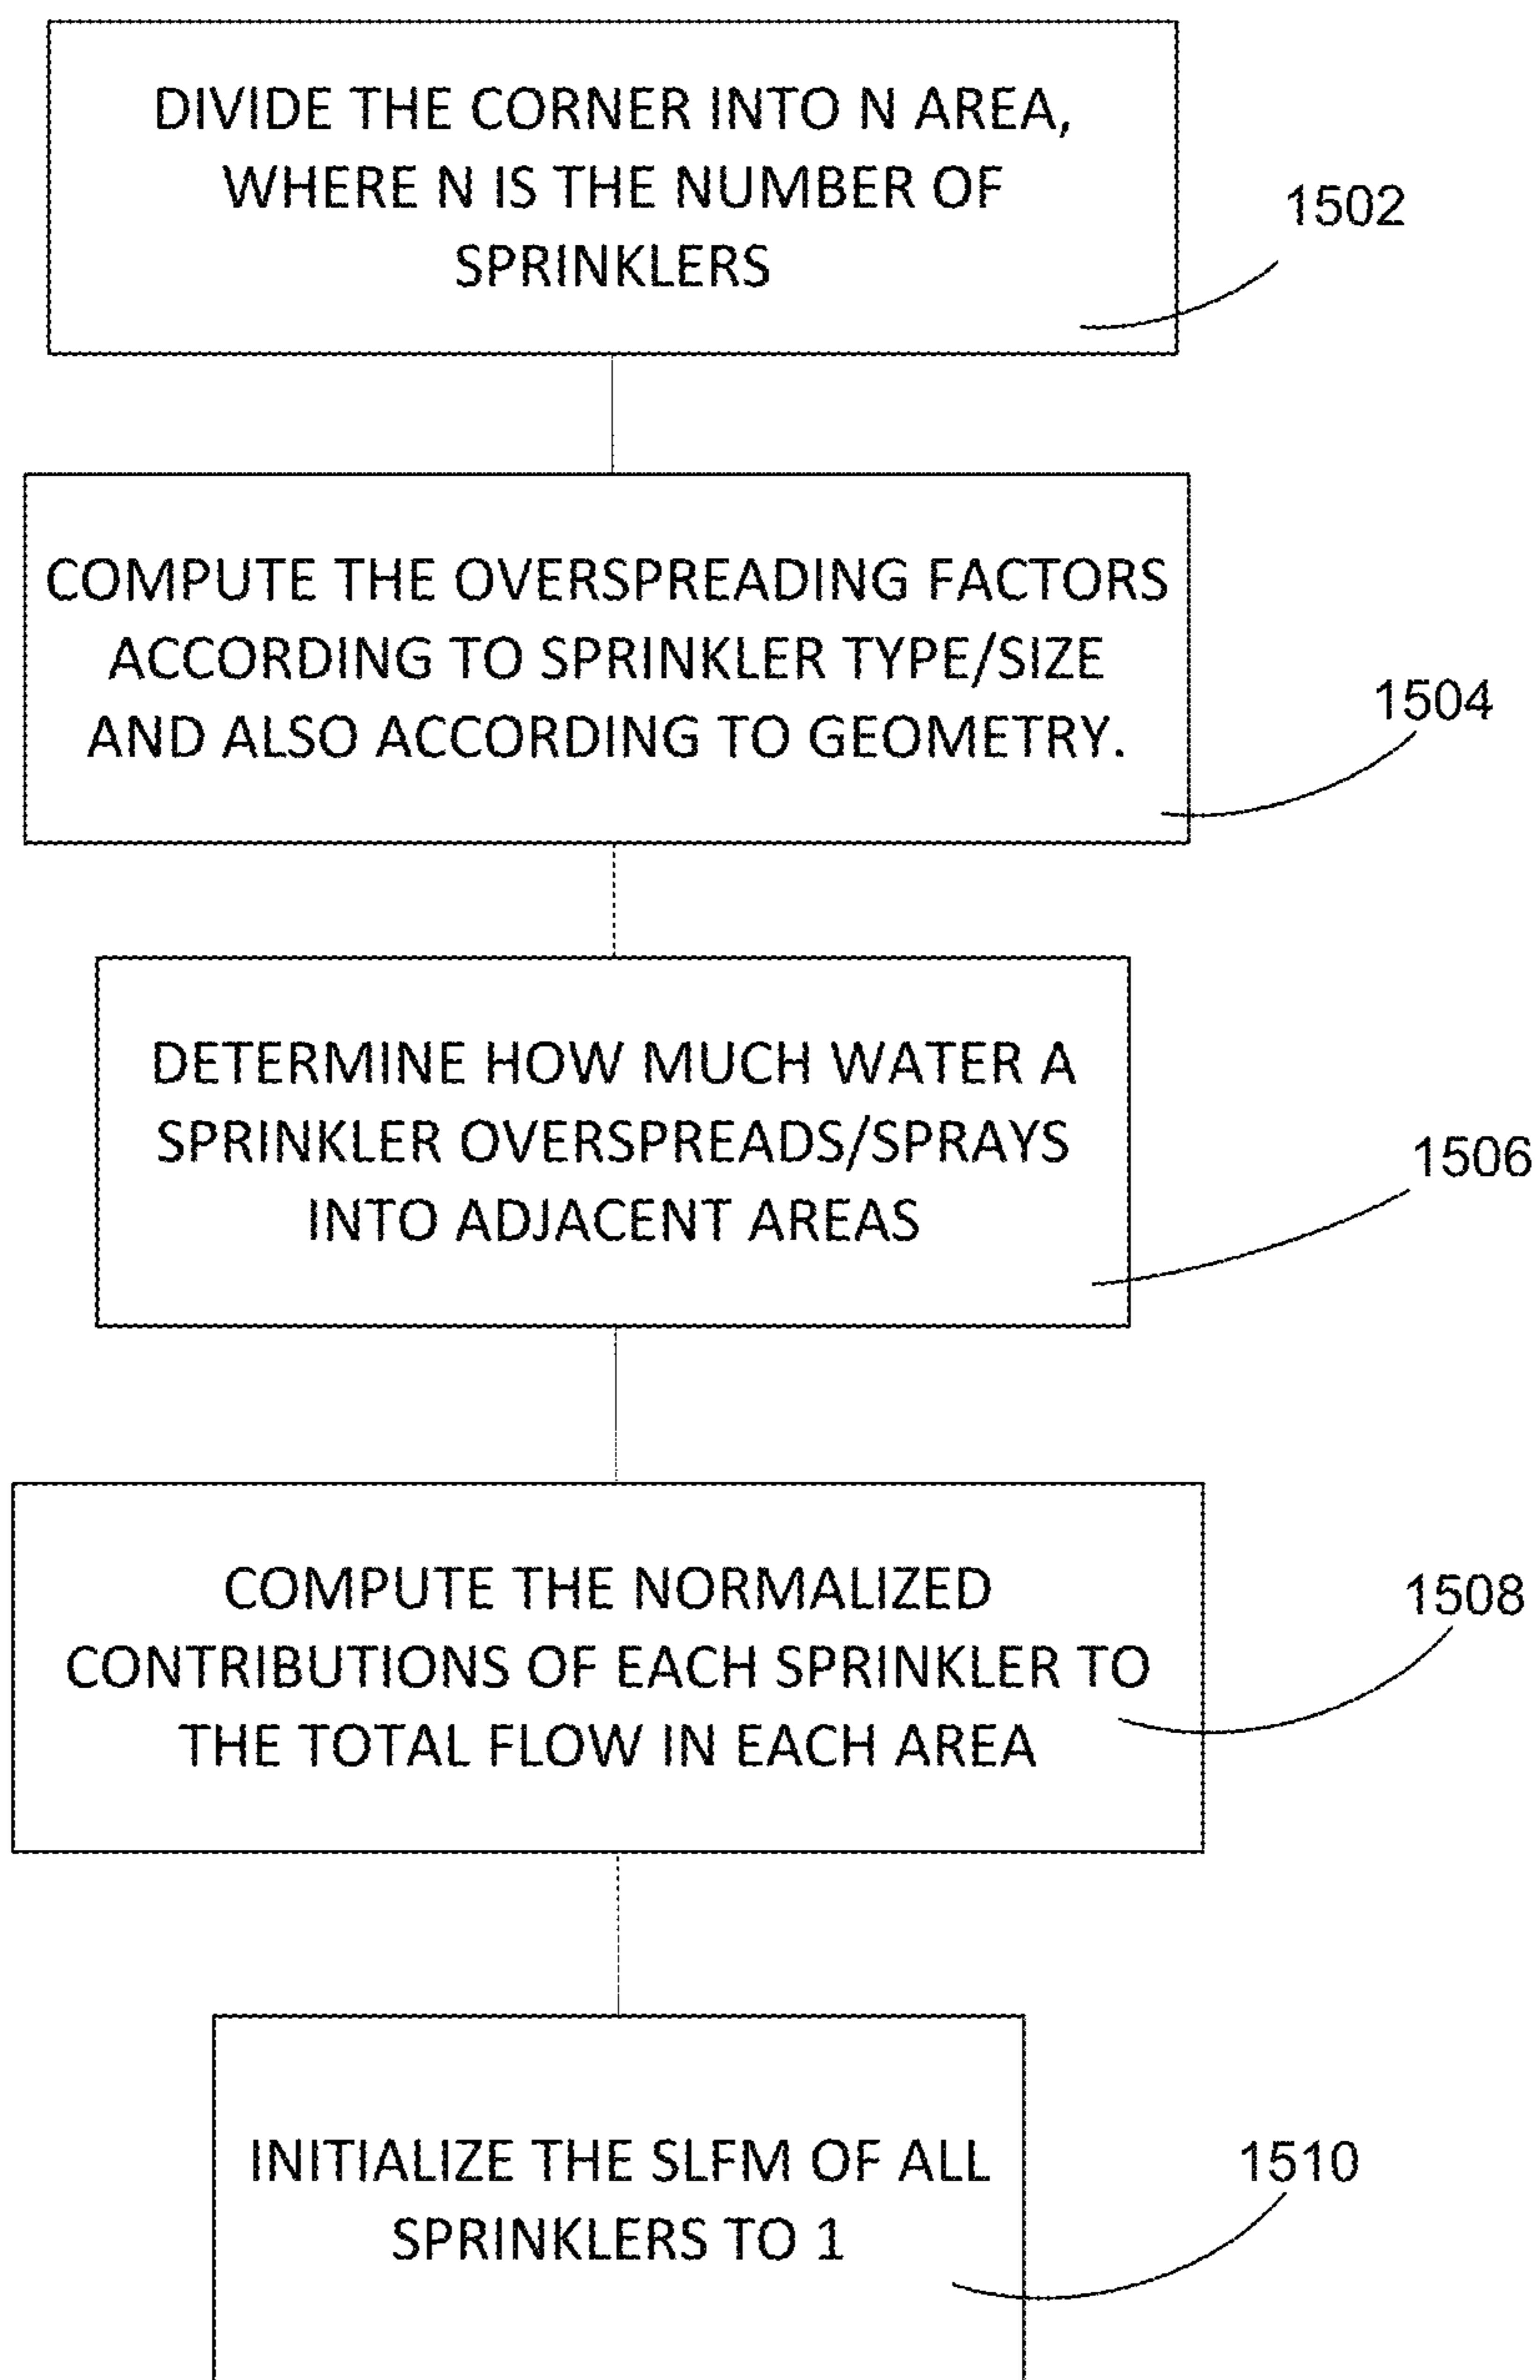 DIVIDE THE CORNER INTO N AREA,
WHERE N IS THE NUMBER OF
SPRINKLERS
1502
COMPUTE THE OVERSPREADING FACTORS
ACCORDING TO SPRINKLER TYPE/SIZE
AND ALSO ACCORDING TO GEOMETRY.
1504
DETERMINE HOW MUCH WATER A
SPRINKLER OVERSPREADS/SPRAYS
INTO ADJACENT AREAS
1506
COMPUTE THE NORMALIZED
CONTRIBUTIONS OF EACH SPRINKLER TO
THE TOTAL FLOW IN EACH AREA
1508
INITIALIZE THE SLFM OF ALL
SPRINKLERS TO 1
1510